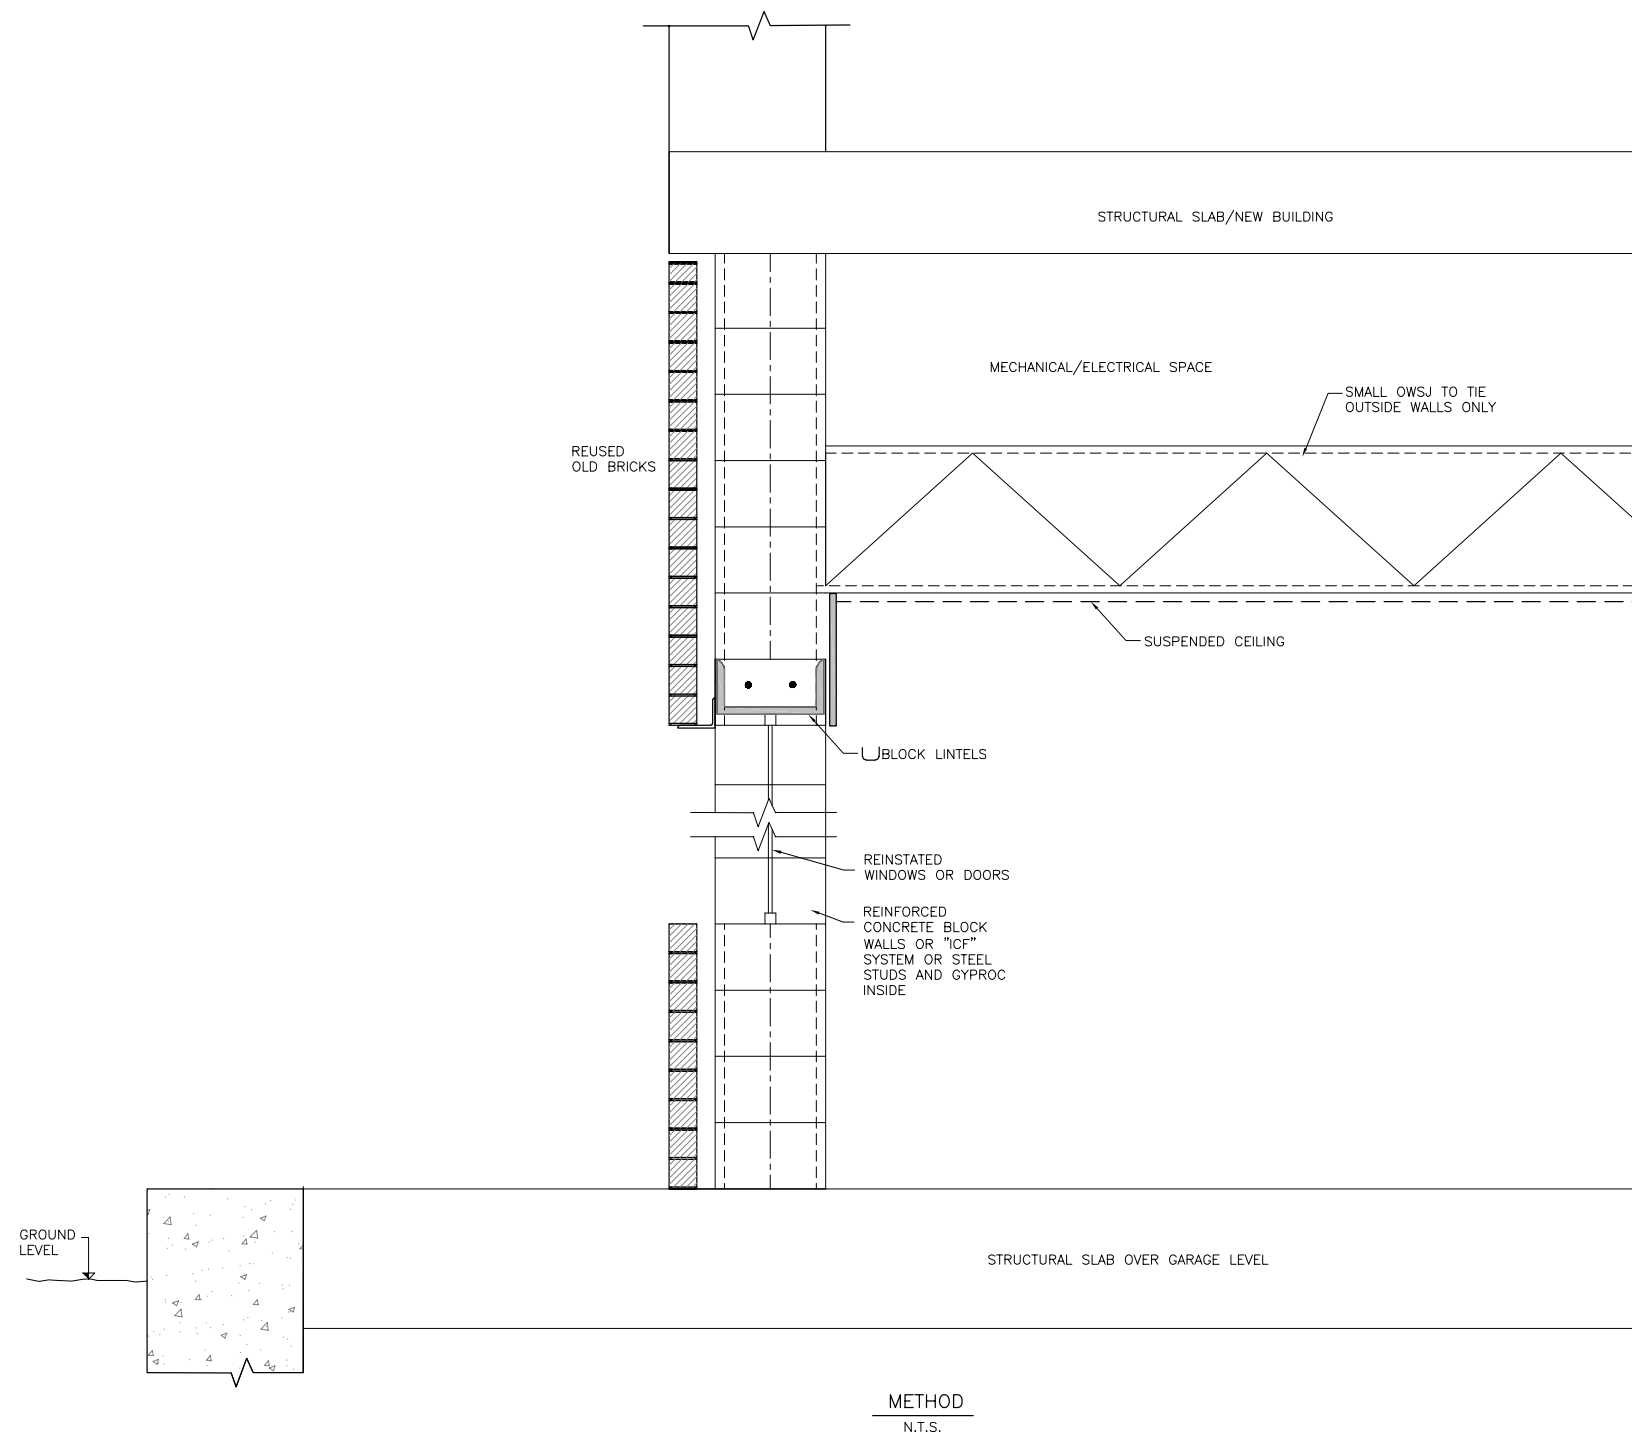 STRUCTURAL SLAB/NEW BUILDING
MECHANICAL/ELECTRICAL SPACE
SMALL OWSJ TO TIE
OUTSIDE WALLS ONLY
REUSED
OLD BRICKS
SUSPENDED CEILING
BLOCK LINTELS
REINSTATED
WINDOWS OR DOORS
REINFORCED
CONCRETE BLOCK
WALLS OR "ICF"
SYSTEM OR STEEL
STUDS AND GYPROC
INSIDE
GROUND
LEVEL
STRUCTURAL SLAB OVER GARAGE LEVEL
METHOD
N.T.S.